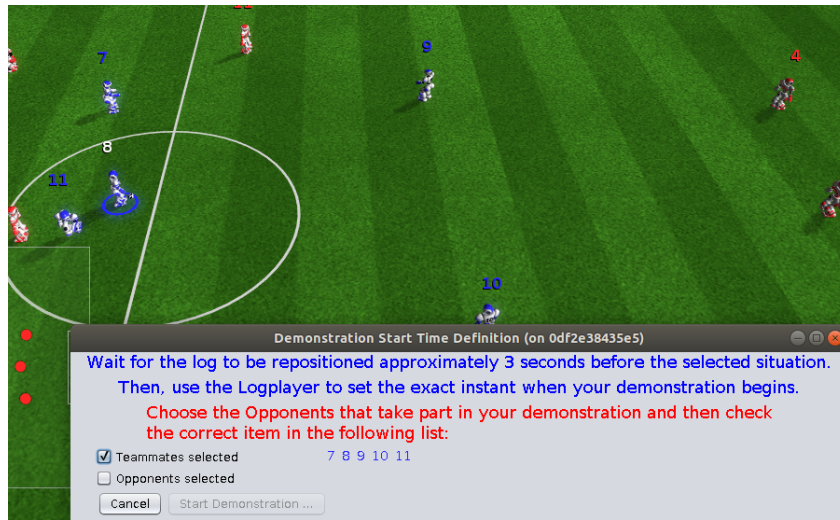 7
9
4
8
11
10
Demonstration Start Time Definition (on 0df2e38435e5)
Wait for the log to be repositioned approximately 3 seconds before the selected situation.
Then, use the Logplayer to set the exact instant when your demonstration begins.
Choose the Opponents that take part in your demonstration and then check
the correct item in the following list:
Teammates selected 7 8 9 10 11
Opponents selected
Cancel Start Demonstration ...